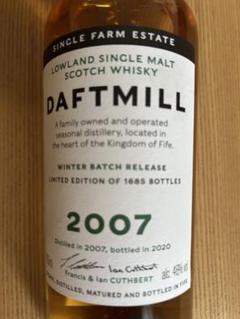 SINGLE FARM ESTATE
LOWLAND SINGLE MALT
SCOTCH WHISKY
DAFTMILL
A family owned and operated
seasonal distillery, located in
the heart of the Kingdom of Fife.
WINTER BATCH RELEASE
LIMITED EDITION OF 1685 BOTTLES
2007
Distilled in 2007, bottled in 2020
Ian Cuthbert
Francis & Ian CUTHBERT
DISTILLED, MATURED AND BOTTLED IN FIFE